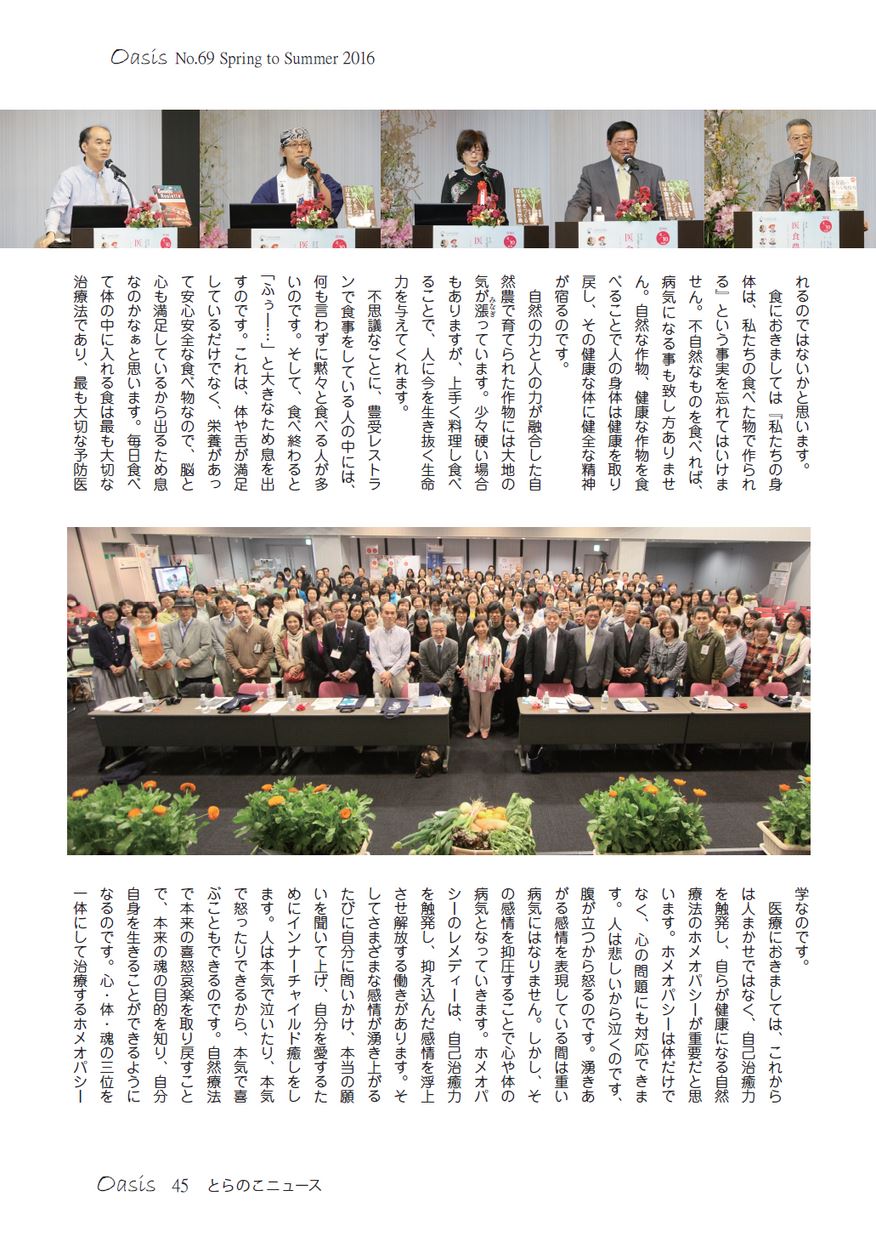 Oasis No.69 Spring to Summer 2016
れるのではないかと思います。
食におきましては『私たちの身
体は、私たちの食べた物で作られ
る』という事実を忘れてはいけま
せん。不自然なものを食べれば、
病気になる事も致し方ありませ
ん。自然な作物、健康な作物を食
べることで人の身体は健康を取り
戻し、その健康な体に健全な精神
が宿るのです。
自然の力と人の力が融合した自
然農で育てられた作物には大地の
気が漲っています。少々硬い場合
みなぎ
もありますが、上手く料理し食べ
ることで、人に今を生き抜く生命
力を与えてくれます。
不思議なことに、豊受レストラ
ンで食事をしている人の中には、
何も言わずに黙々と食べる人が多
いのです。そして、食べ終わると
「ふぅー…」と大きなため息を出
すのです。これは、体や舌が満足
しているだけでなく、栄養があっ
て安心安全な食べ物なので、脳と
心も満足しているから出るため息
なのかなぁと思います。毎日食べ
て体の中に入れる食は最も大切な
治療法であり、最も大切な予防医
学なのです。
医療におきましては、これから
は人まかせではなく、自己治癒力
を触発し、自らが健康になる自然
療法のホメオパシーが重要だと思
います。ホメオパシーは体だけで
なく、心の問題にも対応できま
す。人は悲しいから泣くのです、
腹が立つから怒るのです。湧きあ
がる感情を表現している間は重い
病気にはなりません。しかし、そ
の感情を抑圧することで心や体の
病気となっていきます。ホメオパ
シーのレメディーは、自己治癒力
を触発し、抑え込んだ感情を浮上
させ解放する働きがあります。そ
してさまざまな感情が湧き上がる
たびに自分に問いかけ、本当の願
いを聞いて上げ、自分を愛するた
めにインナーチャイルド癒しをし
ます。人は本気で泣いたり、本気
で怒ったりできるから、本気で喜
ぶこともできるのです。自然療法
で本来の喜怒哀楽を取り戻すこと
で、本来の魂の目的を知り、自分
自身を生きることができるように
なるのです。心・体・魂の三位を
一体にして治療するホメオパシー
Oasis 45 とらのこニュース